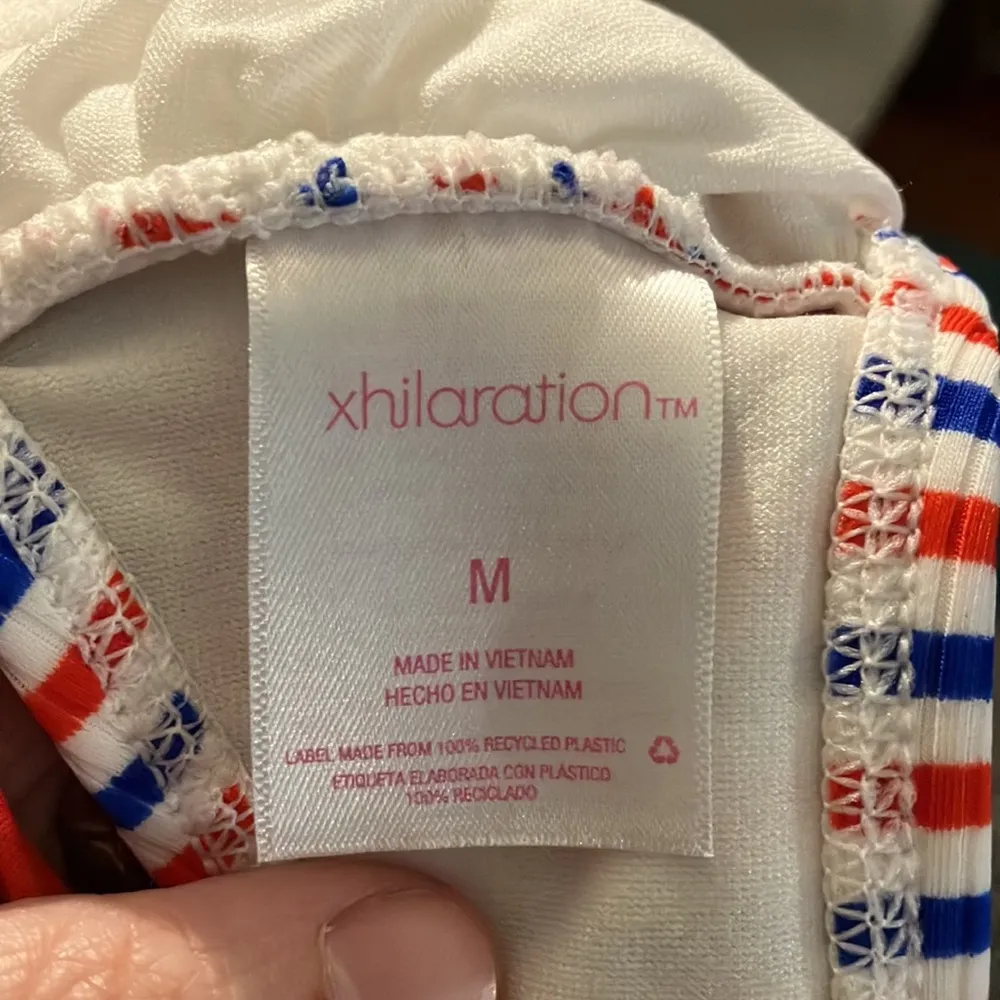 xhilaration™
M
MADE IN VIETNAM
HECHO EN VIETNAM
LABEL MADE FROM 100% RECYCLED PLASTIC
ETIQUETA ELABORADA CON PLÁSTICO
100% RECICLADO